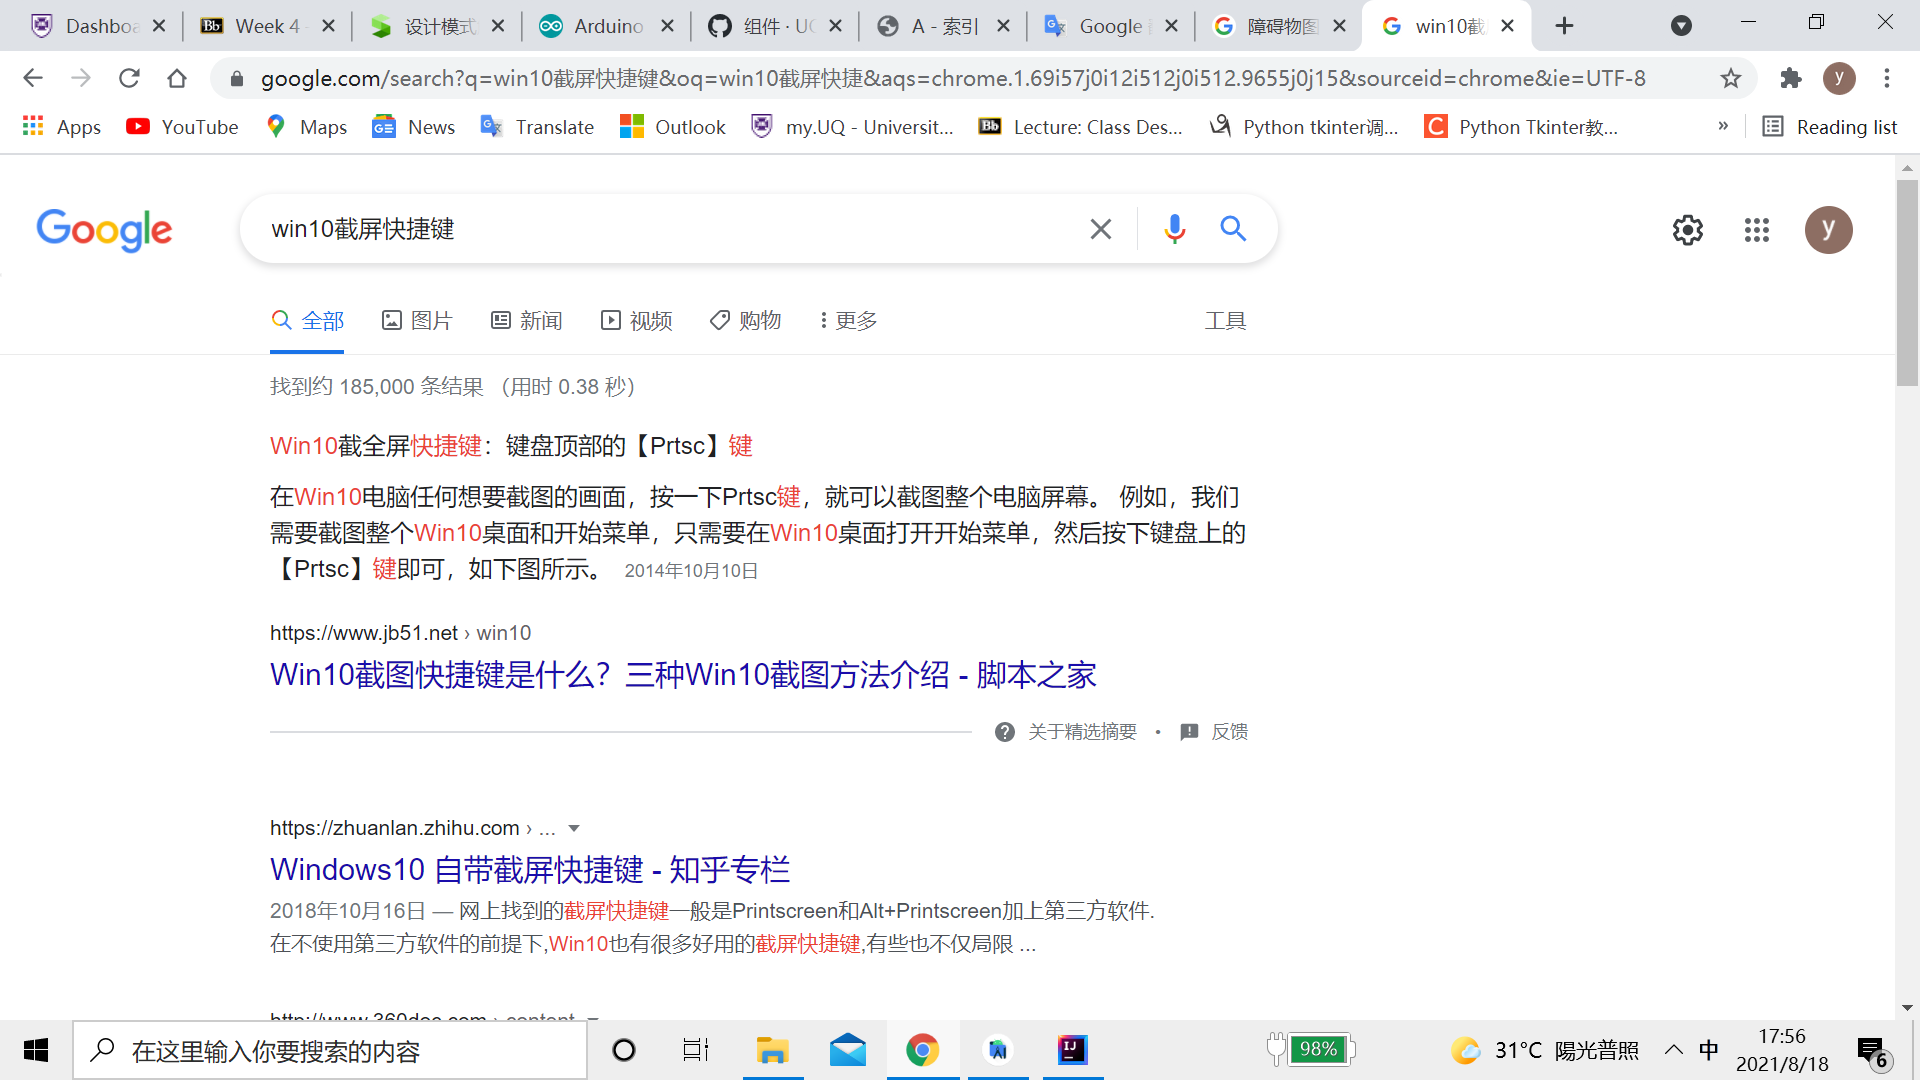 Dashboa
Week 4 -
设计模式
Arduino
组件 · UC
A - 索引
Google
障碍物图
win10截
google.com/search?q=win10截屏快捷键&oq=win10截屏快捷&aqs=chrome.1.69i57j0i12i512j0i512.9655j0j15&sourceid=chrome&ie=UTF-8
y
Apps
YouTube
Maps
News
Translate
Outlook
my.UQ - Universit...
Bb
Lecture: Class Des...
Python tkinter调...
Python Tkinter教...
»
Reading list
Google
win10截屏快捷键
y
全部
图片
新闻
视频
购物
更多
工具
找到约 185,000 条结果 （用时 0.38 秒）
Win10截全屏快捷键：键盘顶部的【Prtsc】键
在Win10电脑任何想要截图的画面，按一下Prtsc键，就可以截图整个电脑屏幕。 例如，我们
需要截图整个Win10桌面和开始菜单，只需要在Win10桌面打开开始菜单，然后按下键盘上的
【Prtsc】键即可，如下图所示。 2014年10月10日
https://www.jb51.net › win10
Win10截图快捷键是什么？三种Win10截图方法介绍 - 脚本之家
关于精选摘要 • 反馈
https://zhuanlan.zhihu.com › ...
Windows10 自带截屏快捷键 - 知乎专栏
2018年10月16日 — 网上找到的截屏快捷键一般是Printscreen和Alt+Printscreen加上第三方软件.
在不使用第三方软件的前提下,Win10也有很多好用的截屏快捷键,有些也不仅局限 ...
http://www.360doc.com › content
在这里输入你要搜索的内容
IJ
98%
31°C 陽光普照
中
17:56
2021/8/18
6